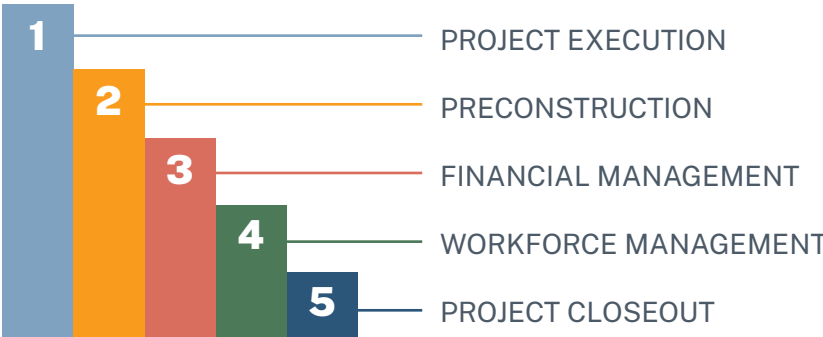 1 PROJECT EXECUTION
2 PRECONSTRUCTION
3 FINANCIAL MANAGEMENT
4 WORKFORCE MANAGEMENT
5 PROJECT CLOSEOUT